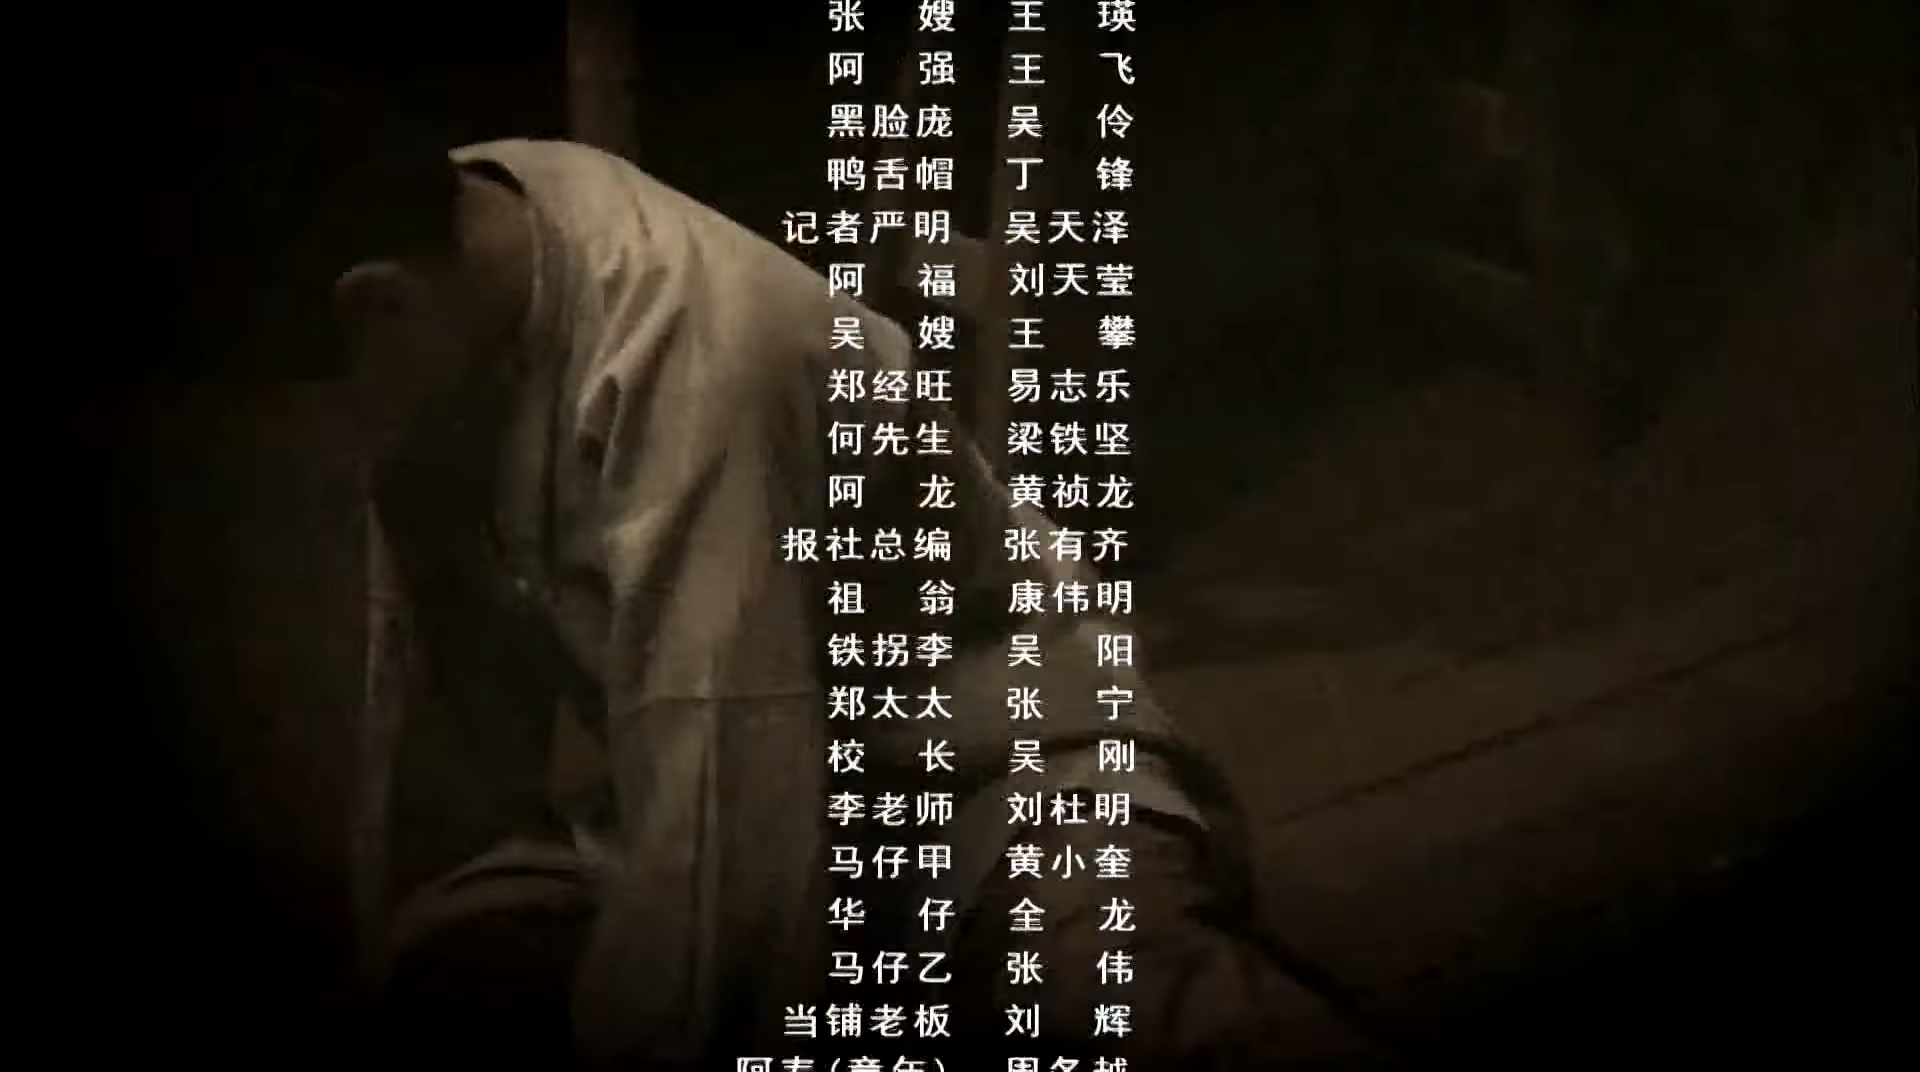 张嫂 王瑛
阿强 王飞
黑脸庞 吴伶
鸭舌帽 丁锋
记者严明 吴天泽
阿福 刘天莹
吴嫂 王攀
郑经旺 易志乐
何先生 梁铁坚
阿龙 黄祯龙
报社总编 张有齐
祖翁 康伟明
铁拐李 吴阳
郑太太 张宁
校长 吴刚
李老师 刘杜明
马仔甲 黄小奎
华仔 全龙
马仔乙 张伟
当铺老板 刘辉